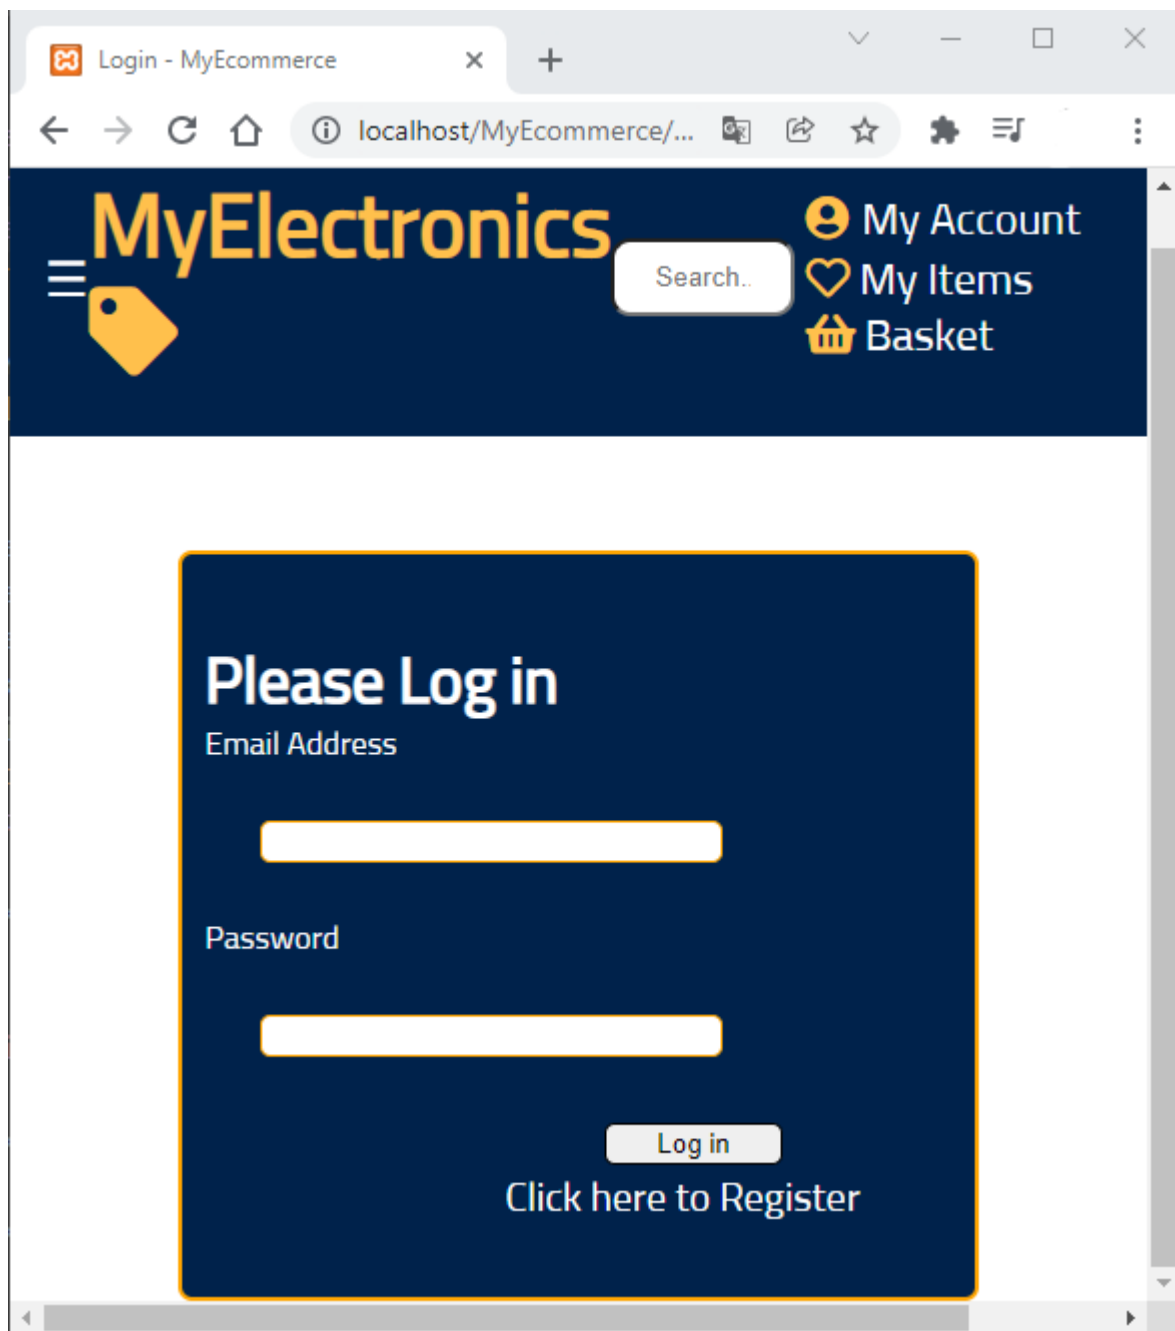 Login - MyEcommerce
localhost/MyEcommerce/...
MyElectronics
Search..
My Account
My Items
Basket
Please Log in
Email Address
Password
Log in
Click here to Register